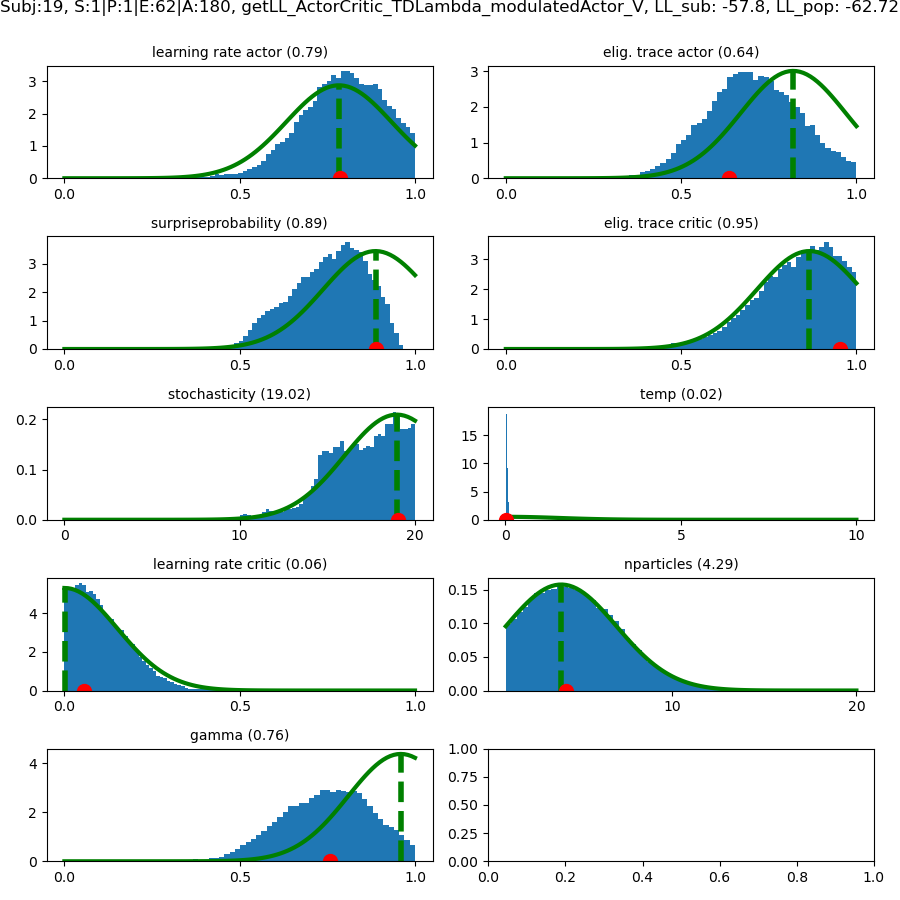 Subj:19, S:1|P:1|E:62|A:180, getLL_ActorCritic_TDLambda_modulatedActor_V, LL_sub: -57.8, LL_pop: -62.72
learning rate actor (0.79)
3
2
1
0
0.0 0.5 1.0
elig. trace actor (0.64)
3
2
1
0
0.0 0.5 1.0
surpriseprobability (0.89)
3
2
1
0
0.0 0.5 1.0
elig. trace critic (0.95)
3
2
1
0
0.0 0.5 1.0
stochasticity (19.02)
0.2
0.1
0.0
0 10 20
temp (0.02)
15
10
5
0
0 5 10
learning rate critic (0.06)
4
2
0
0.0 0.5 1.0
nparticles (4.29)
0.15
0.10
0.05
0.00
10 20
gamma (0.76)
4
2
0
0.0 0.5 1.0
1.00
0.75
0.50
0.25
0.00
0.0 0.2 0.4 0.6 0.8 1.0